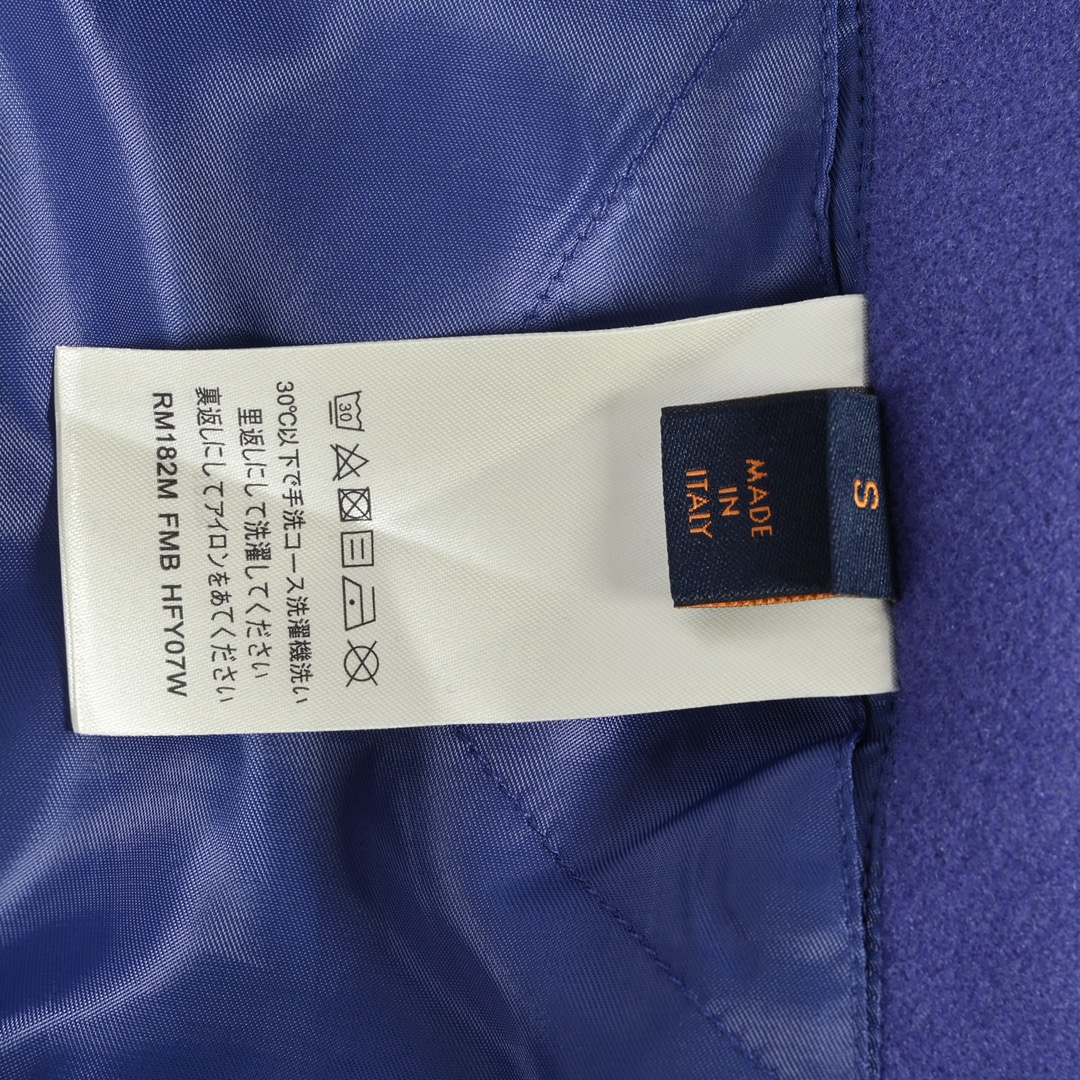 S
MADE
IN
ITALY
30
30℃以下で手洗コース洗濯機洗い
里返しにして洗濯してください
裏返しにしてアイロンをあてください
RM182M FMB HFY07W